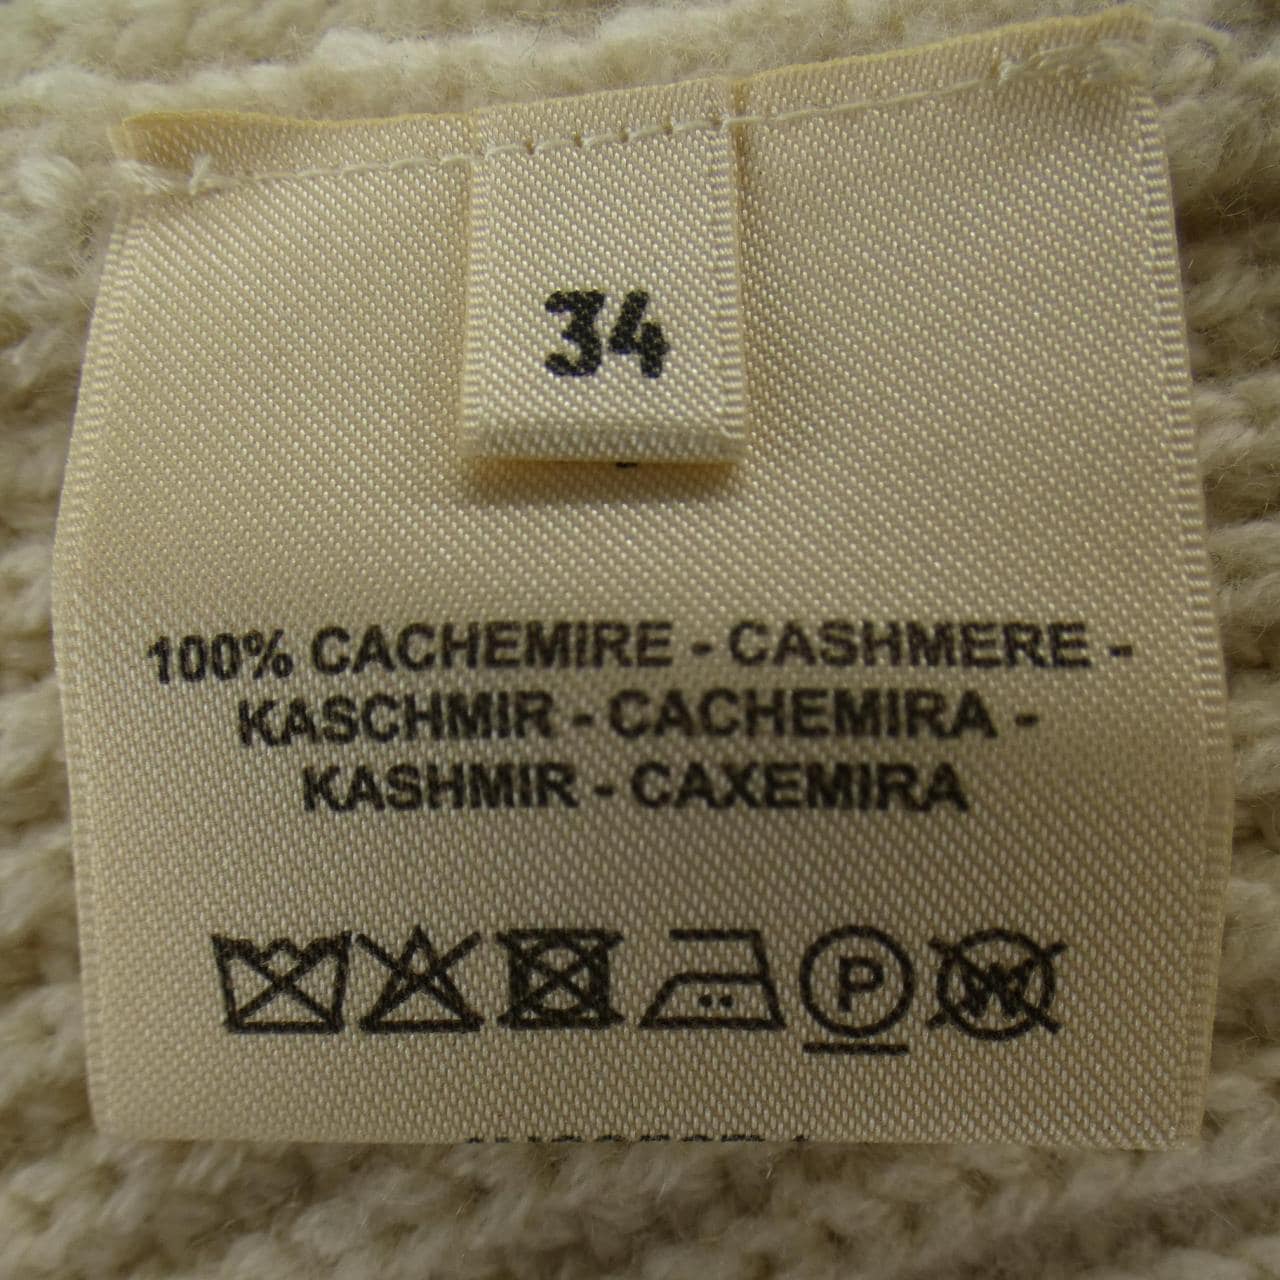 34
100% CACHEMIRE - CASHMERE -
KASCHMIR - CACHEMIRA -
KASHMIR - CAXEMIRA
P
W